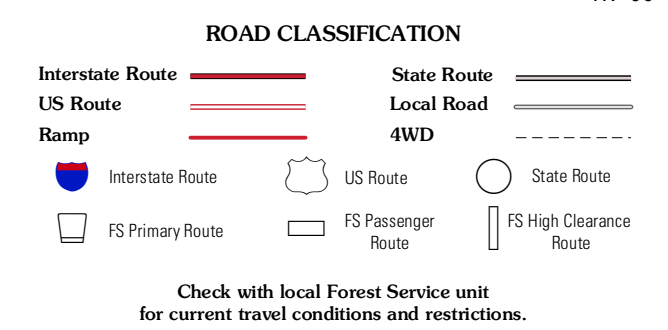 ROAD CLASSIFICATION
Interstate Route
State Route
US Route
Local Road
Ramp
4WD
Interstate Route
US Route
State Route
FS Primary Route
FS Passenger
Route
FS High Clearance
Route
Check with local Forest Service unit
for current travel conditions and restrictions.